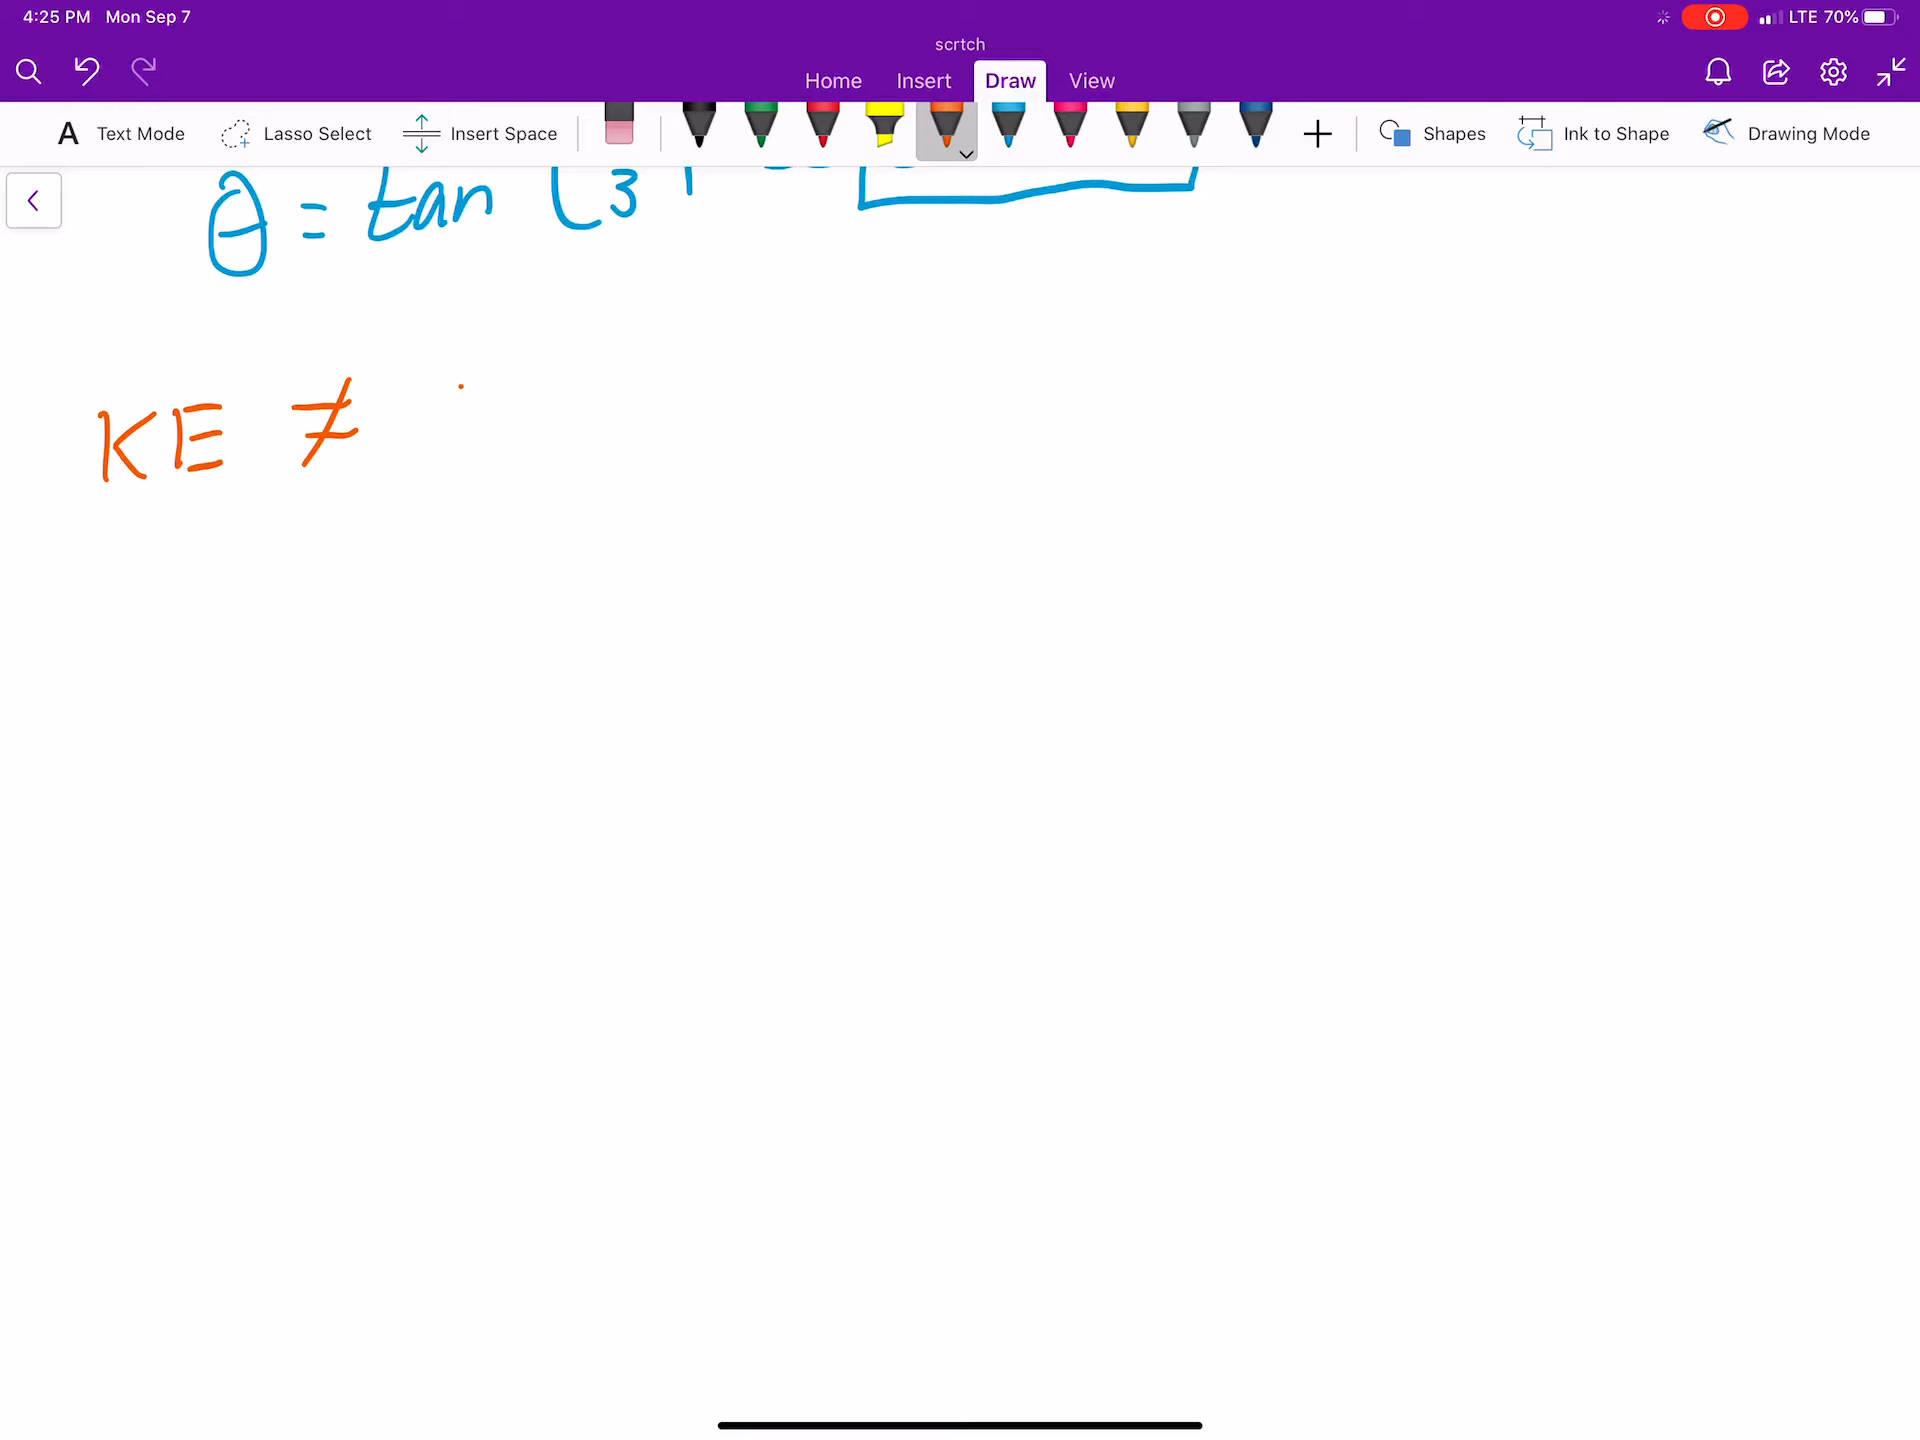 4:25 PM Mon Sep 7 LTE 70%
scrtch
Home Insert Draw View
A Text Mode Lasso Select Insert Space Shapes Ink to Shape Drawing Mode
θ = tan (3
KE ≠